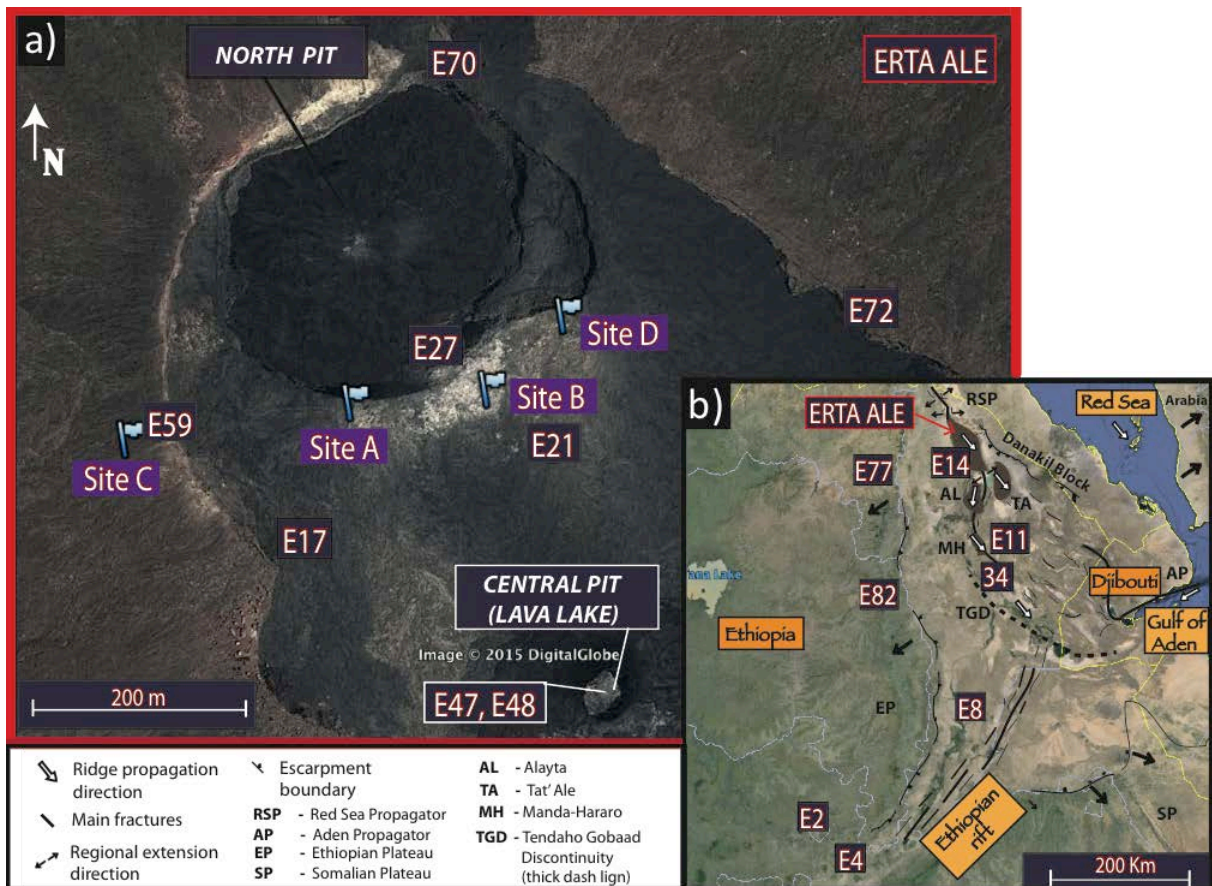 a)
NORTH PIT
E70
ERTA ALE
N
E72
Site D
E27
Site B
E59
Site A
E21
Site C
E17
CENTRAL PIT
(LAVA LAKE)
Image © 2015 DigitalGlobe
200 m
E47, E48
b)
RSP
Red Sea
Arabia
ERTA ALE
Danakil Block
E77
E14
AL
TA
MH
E11
34
Djibouti
AP
ana Lake
E82
TGD
Gulf of
Aden
Ethiopia
EP
E8
E2
Ethiopian
rift
SP
E4
200 Km
Ridge propagation
direction
Main fractures
Regional extension
direction
Escarpment
boundary
RSP - Red Sea Propagator
AP - Aden Propagator
EP - Ethiopian Plateau
SP - Somalian Plateau
AL - Alayta
TA - Tat'Ale
MH - Manda-Hararo
TGD - Tendaho Gobaad
Discontinuity
(thick dash lign)